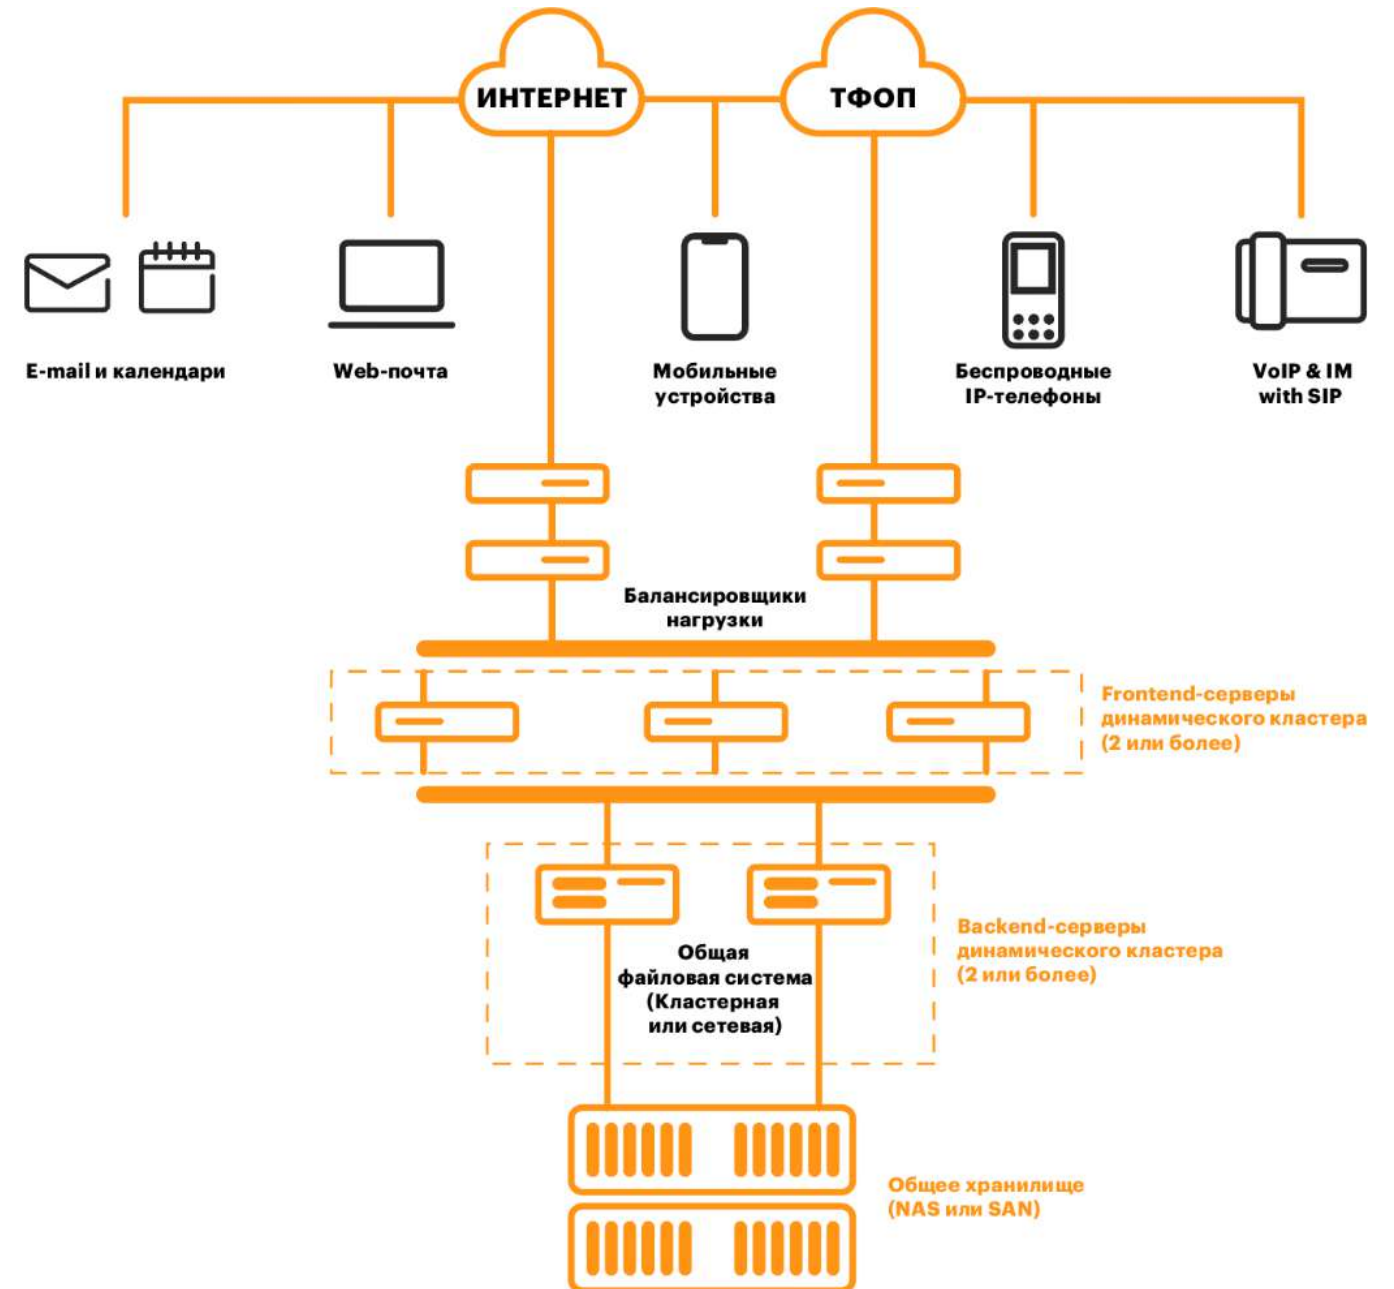 ИНТЕРНЕТ
ТФОП
E-mail и календари
Web-почта
Мобильные
устройства
Беспроводные
IP-телефоны
VoIP & IM
with SIP
Балансировщики
нагрузки
Frontend-серверы
динамического кластера
(2 или более)
Backend-серверы
динамического кластера
(2 или более)
Общая
файловая система
(Кластерная
или сетевая)
Общее хранилище
(NAS или SAN)